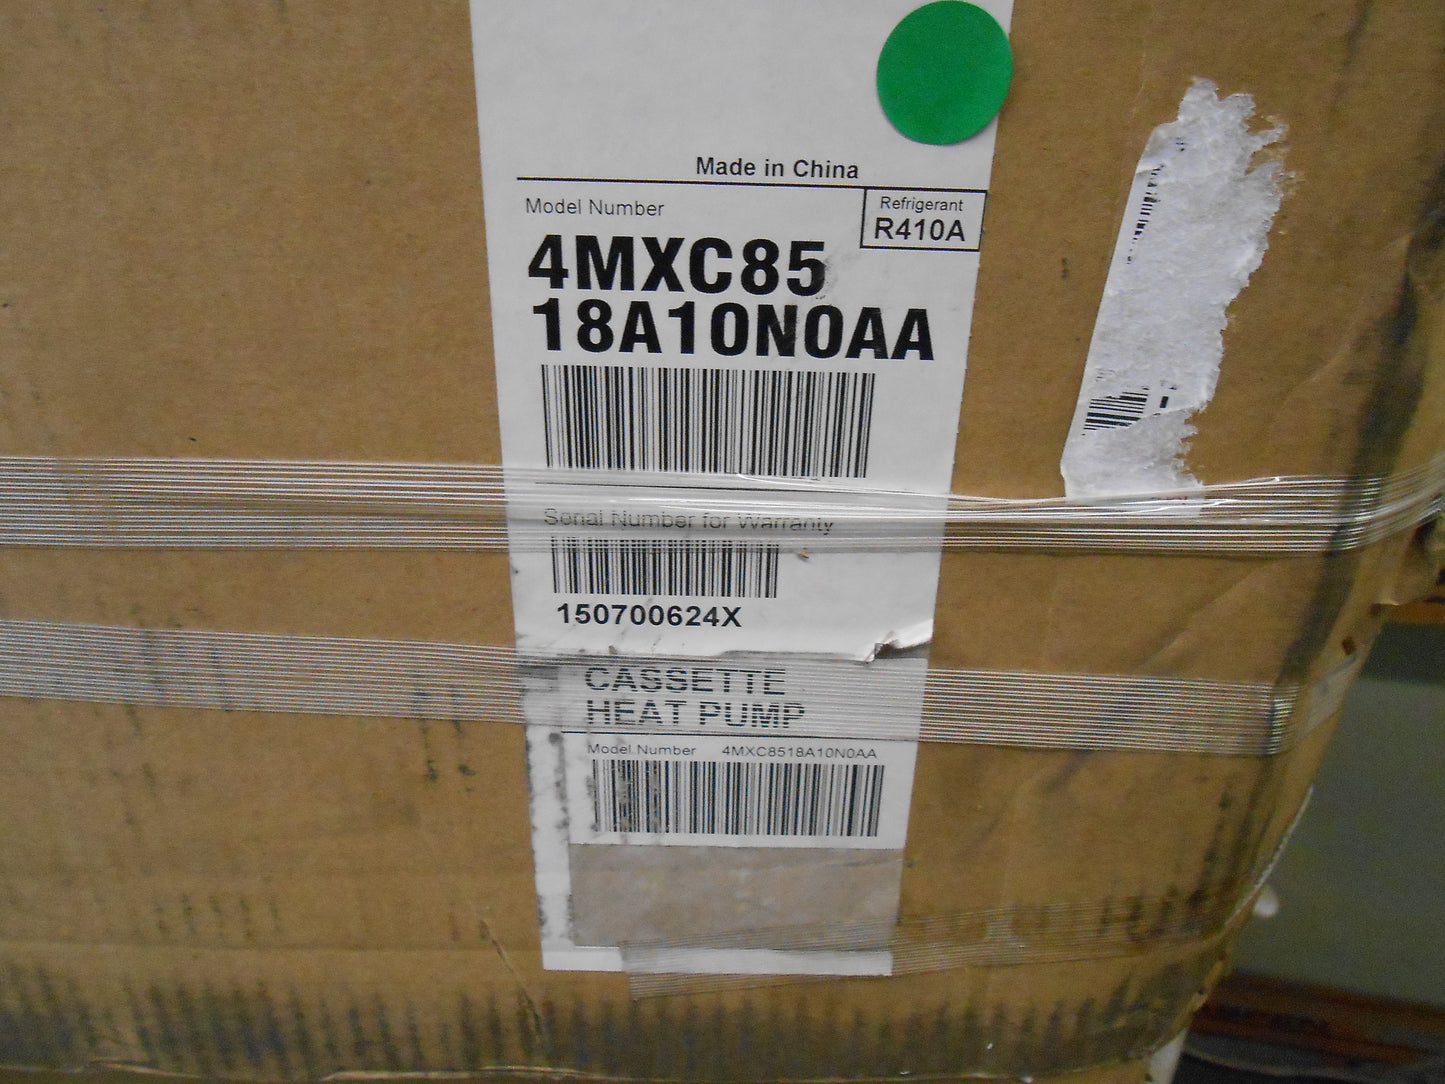 Made in China
Model Number
Refrigerant
R410A
4MXC85
18A10N0AA
Serial Number for Warranty
150700624X
CASSETTE
HEAT PUMP
Model Number 4MXC8518A10N0AA